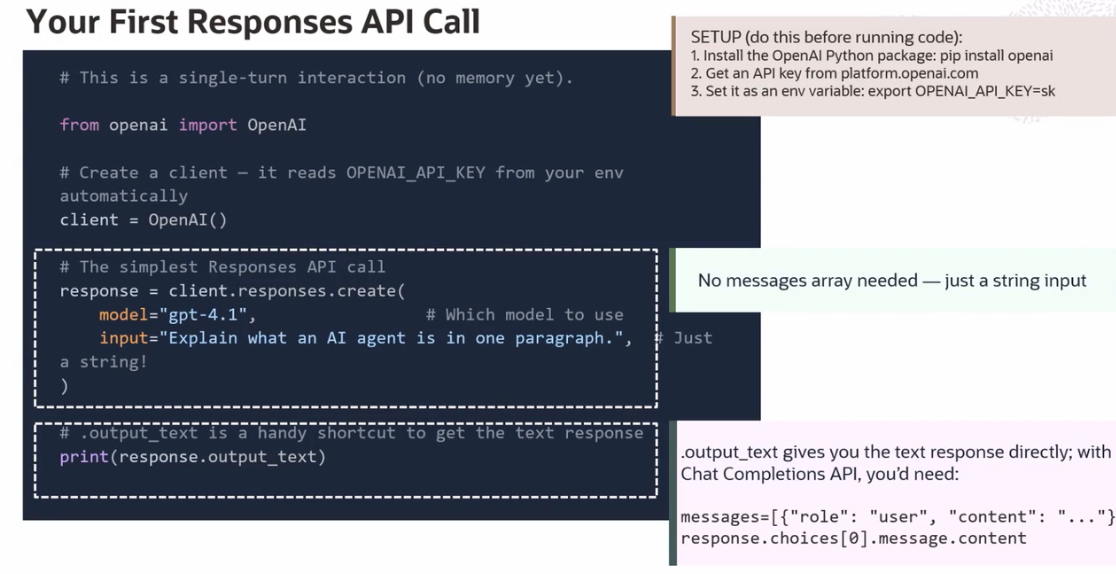 Your First Responses API Call
# This is a single-turn interaction (no memory yet).
from openai import OpenAI
# Create a client — it reads OPENAI_API_KEY from your env
automatically
client = OpenAI()
# The simplest Responses API call
response = client.responses.create(
    model="gpt-4.1",                 # Which model to use
    input="Explain what an AI agent is in one paragraph.",  # Just
a string!
)
# .output_text is a handy shortcut to get the text response
print(response.output_text)
SETUP (do this before running code):
1. Install the OpenAI Python package: pip install openai
2. Get an API key from platform.openai.com
3. Set it as an env variable: export OPENAI_API_KEY=sk
No messages array needed — just a string input
.output_text gives you the text response directly; with
Chat Completions API, you'd need:
messages=[{"role": "user", "content": "..."}
response.choices[0].message.content